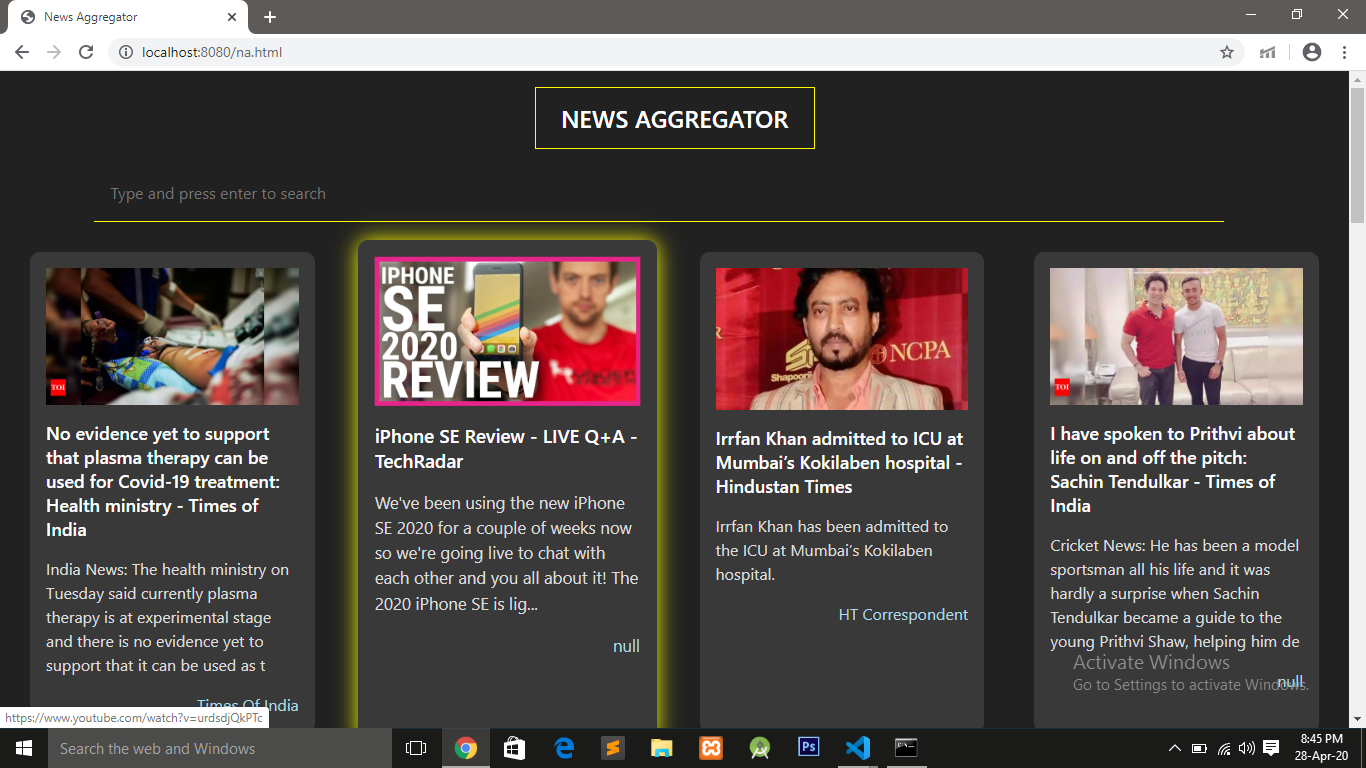 News Aggregator
localhost:8080/na.html
NEWS AGGREGATOR
Type and press enter to search
TOI
No evidence yet to support
that plasma therapy can be
used for Covid-19 treatment:
Health ministry - Times of
India
India News: The health ministry on
Tuesday said currently plasma
therapy is at experimental stage
and there is no evidence yet to
support that it can be used as t
Times Of India
IPHONE
SE
2020
REVIEW
iPhone SE Review - LIVE Q+A -
TechRadar
We've been using the new iPhone
SE 2020 for a couple of weeks now
so we're going live to chat with
each other and you all about it! The
2020 iPhone SE is lig...
null
NCPA
Irrfan Khan admitted to ICU at
Mumbai’s Kokilaben hospital -
Hindustan Times
Irrfan Khan has been admitted to
the ICU at Mumbai’s Kokilaben
hospital.
HT Correspondent
TOI
I have spoken to Prithvi about
life on and off the pitch:
Sachin Tendulkar - Times of
India
Cricket News: He has been a model
sportsman all his life and it was
hardly a surprise when Sachin
Tendulkar became a guide to the
young Prithvi Shaw, helping him de
null
Activate Windows
Go to Settings to activate Windows.
https://www.youtube.com/watch?v=urdsdjQkPTc
Search the web and Windows
Ps
8:45 PM
28-Apr-20